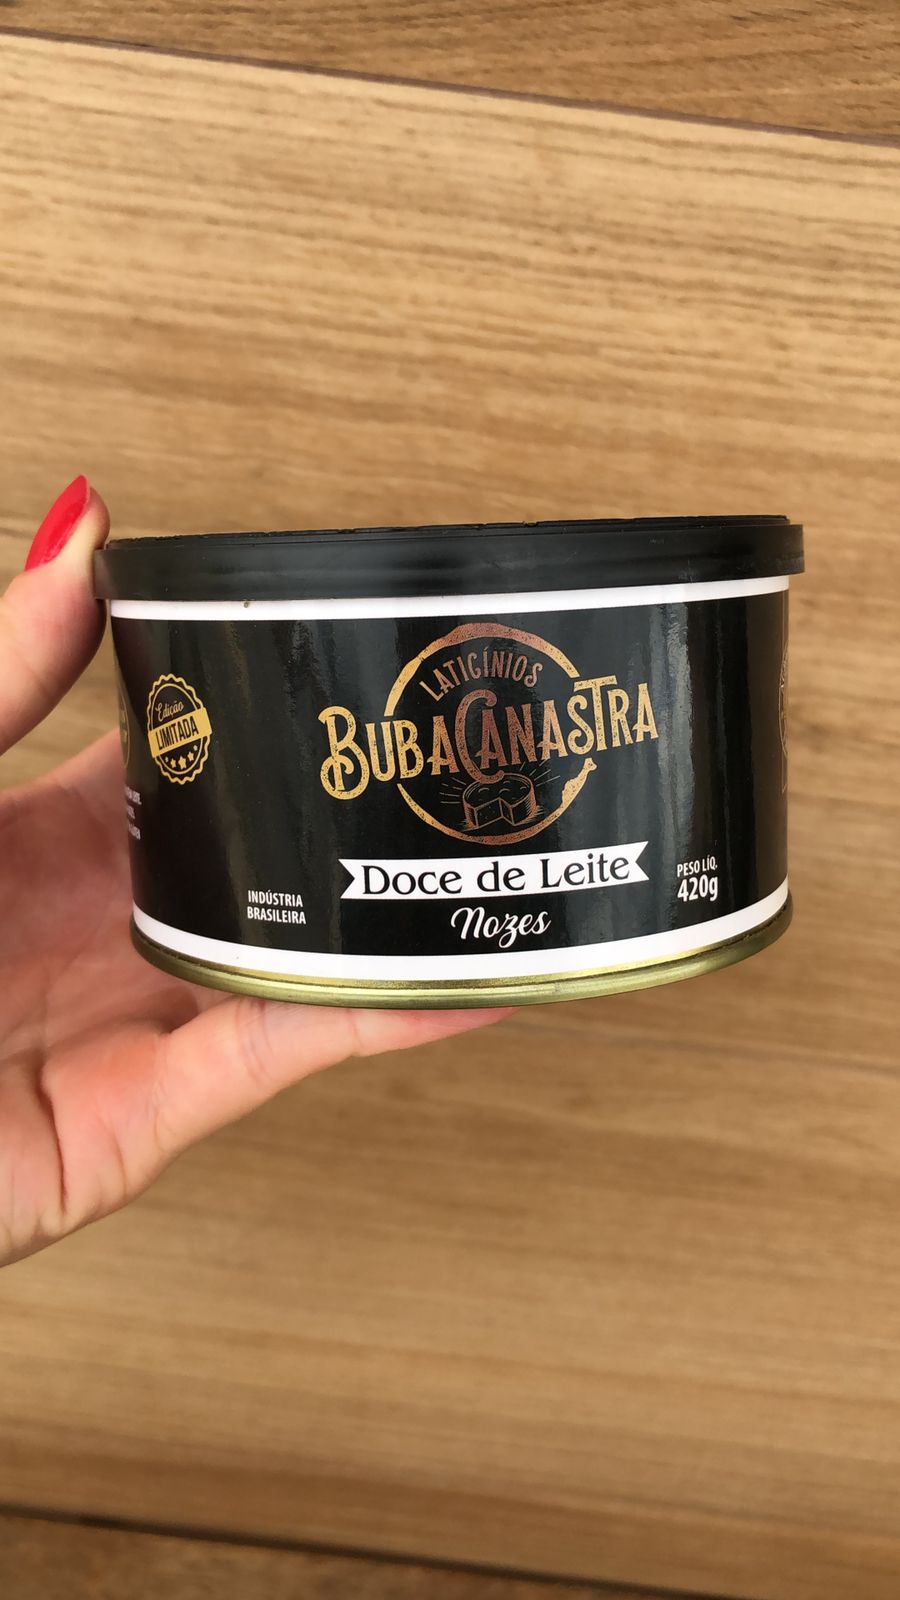 Edição
LIMITADA
LATICÍNIOS
BUBACANASTRA
Doce de Leite
Nozes
INDÚSTRIA
BRASILEIRA
PESO LÍQ.
420g